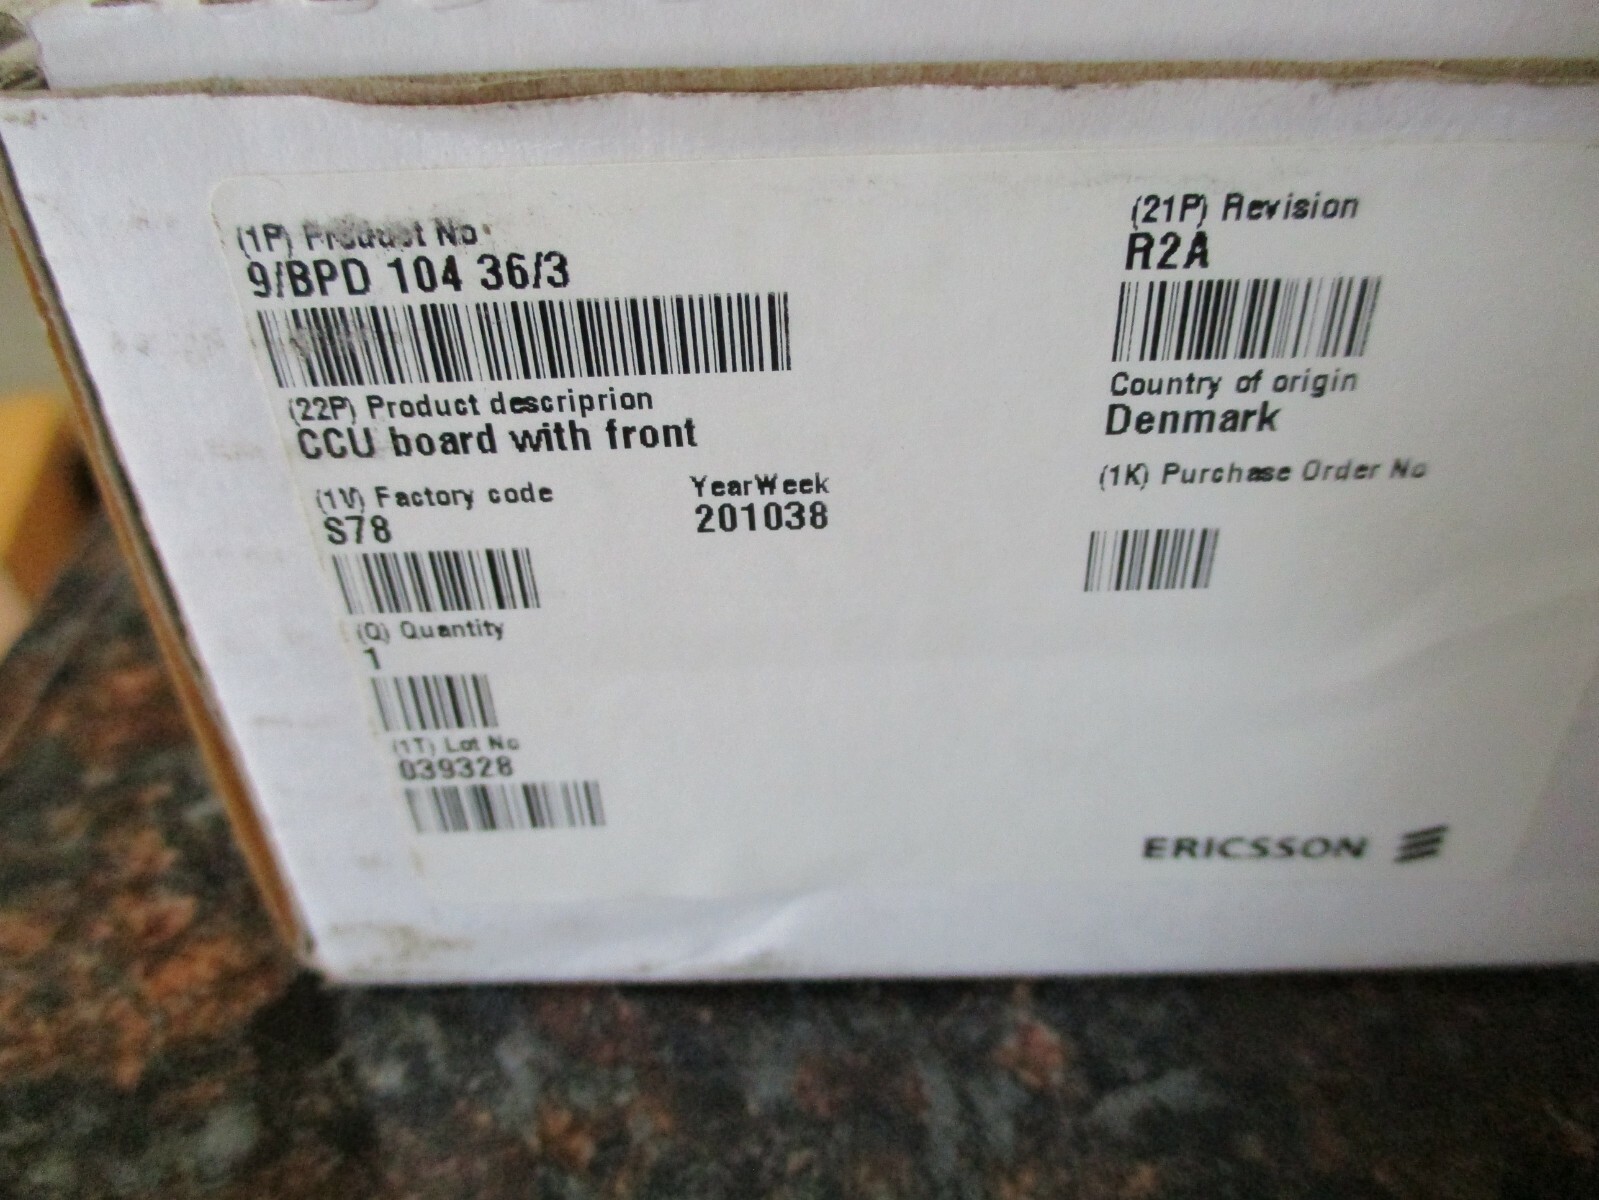 (1P) Product No
9/BPD 104 36/3
(21P) Revision
R2A
(22P) Product descriprion
CCU board with front
Country of origin
Denmark
(1V) Factory code
S78
YearWeek
201038
(1K) Purchase Order No
(Q) Quantity
1
(1T) Lot No
039328
ERICSSON